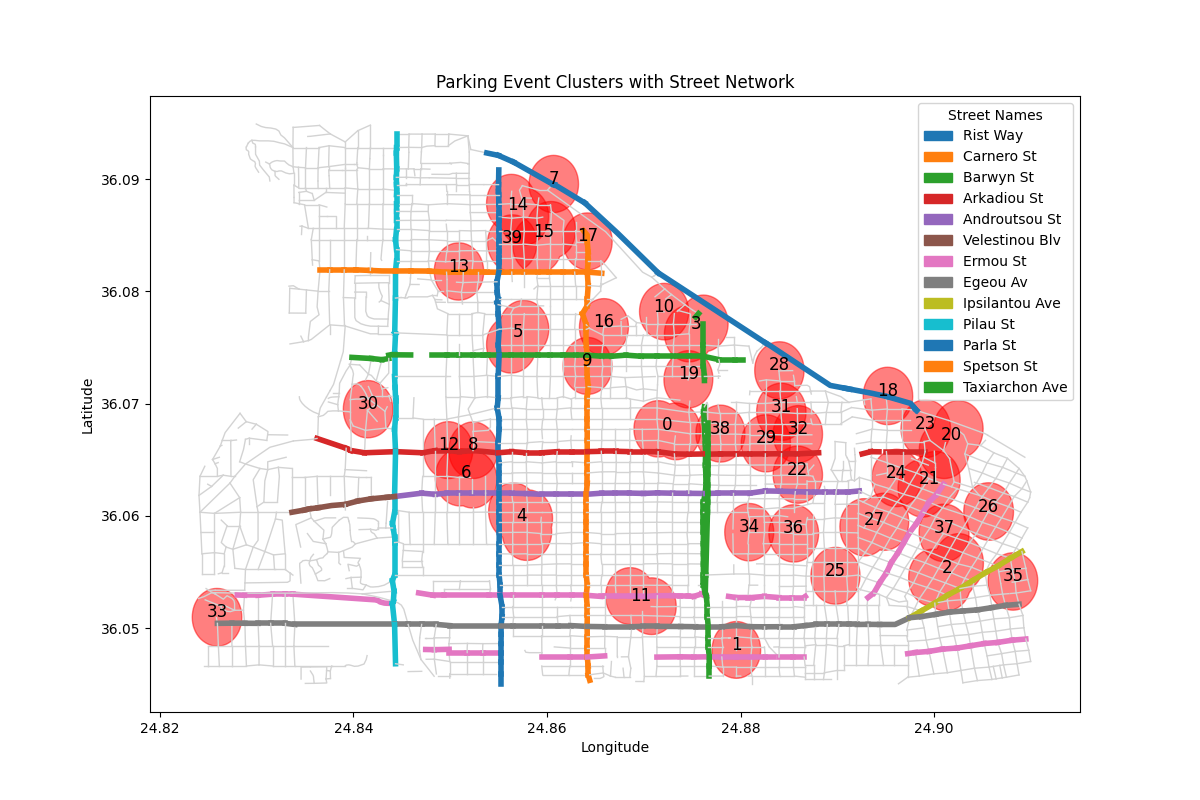 Parking Event Clusters with Street Network
Street Names
Rist Way
Carnero St
Barwyn St
Arkadiou St
Androutsou St
Velestinou Blv
Ermou St
Egeou Av
Ipsilantou Ave
Pilau St
Parla St
Spetson St
Taxiarchon Ave
36.09
36.08
36.07
36.06
36.05
Latitude
7
14
15
39
17
13
10
3
16
5
9
19
28
18
30
31
0
38
29
32
23
20
12
8
6
22
24
21
4
34
36
27
37
26
25
2
35
11
33
1
24.82
24.84
24.86
24.88
24.90
Longitude